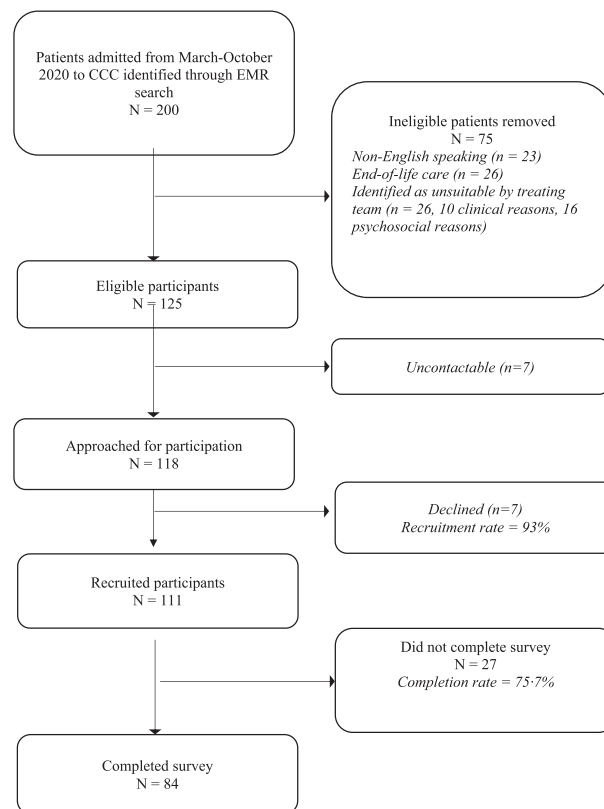 Patients admitted from March-October
2020 to CCC identified through EMR
search
N = 200
Ineligible patients removed
N = 75
Non-English speaking (n = 23)
End-of-life care (n = 26)
Identified as unsuitable by treating
team (n = 26, 10 clinical reasons, 16
psychosocial reasons)
Eligible participants
N = 125
Uncontactable (n=7)
Approached for participation
N = 118
Declined (n=7)
Recruitment rate = 93%
Recruited participants
N = 111
Did not complete survey
N = 27
Completion rate = 75·7%
Completed survey
N = 84